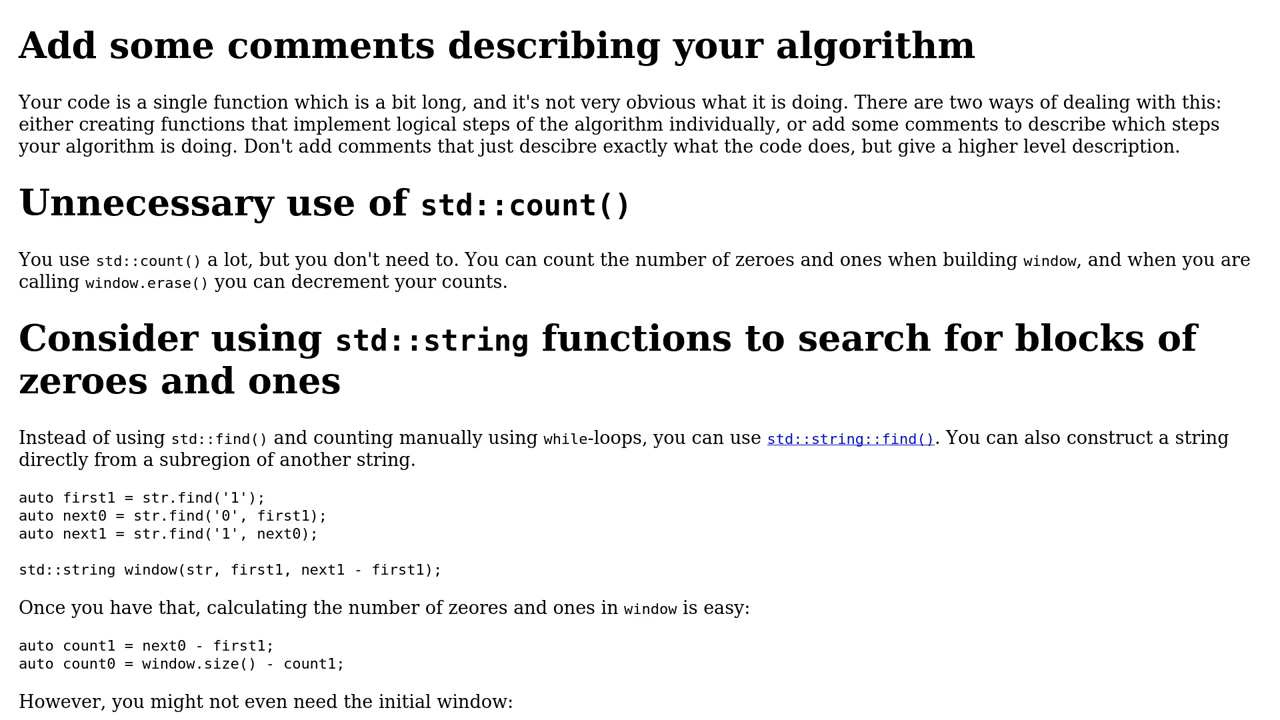 Add some comments describing your algorithm
Your code is a single function which is a bit long, and it's not very obvious what it is doing. There are two ways of dealing with this:
either creating functions that implement logical steps of the algorithm individually, or add some comments to describe which steps
your algorithm is doing. Don't add comments that just descibre exactly what the code does, but give a higher level description.
Unnecessary use of std::count()
You use std::count() a lot, but you don't need to. You can count the number of zeroes and ones when building window, and when you are
calling window.erase() you can decrement your counts.
Consider using std::string functions to search for blocks of
zeroes and ones
Instead of using std::find() and counting manually using while-loops, you can use std::string::find(). You can also construct a string
directly from a subregion of another string.
auto first1 = str.find('1');
auto next0 = str.find('0', first1);
auto next1 = str.find('1', next0);
std::string window(str, first1, next1 - first1);
Once you have that, calculating the number of zeores and ones in window is easy:
auto count1 = next0 - first1;
auto count0 = window.size() - count1;
However, you might not even need the initial window: